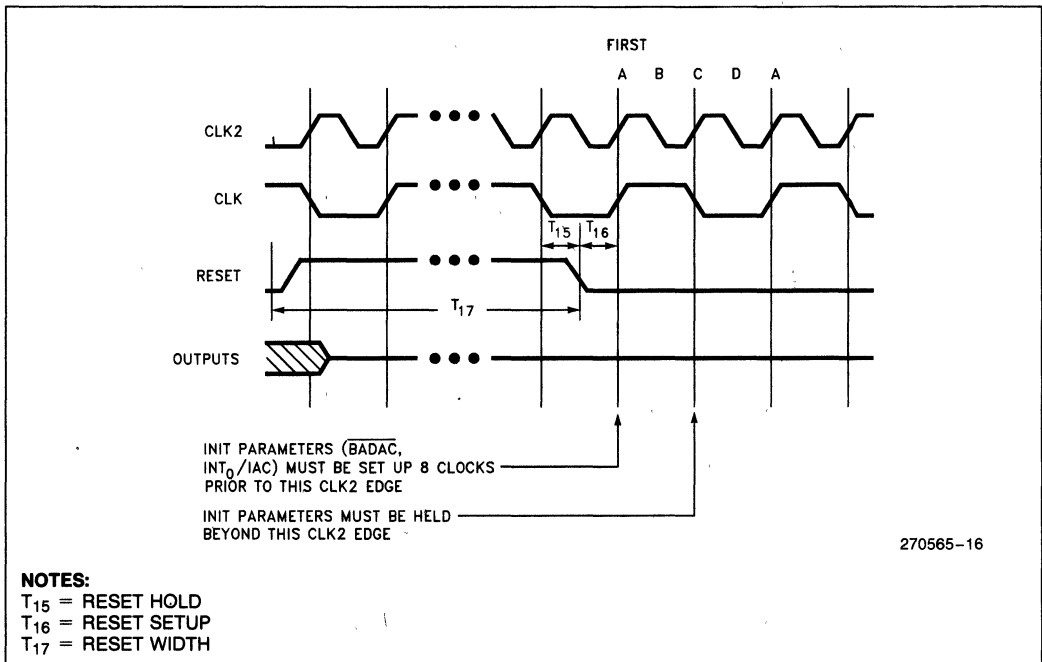 FIRST
A B C D A
CLK2
CLK
T15 T16
RESET
T17
OUTPUTS
INIT PARAMETERS (BADAC,
INT0/IAC) MUST BE SET UP 8 CLOCKS
PRIOR TO THIS CLK2 EDGE
INIT PARAMETERS MUST BE HELD
BEYOND THIS CLK2 EDGE
270565–16
NOTES:
T15 = RESET HOLD
T16 = RESET SETUP
T17 = RESET WIDTH